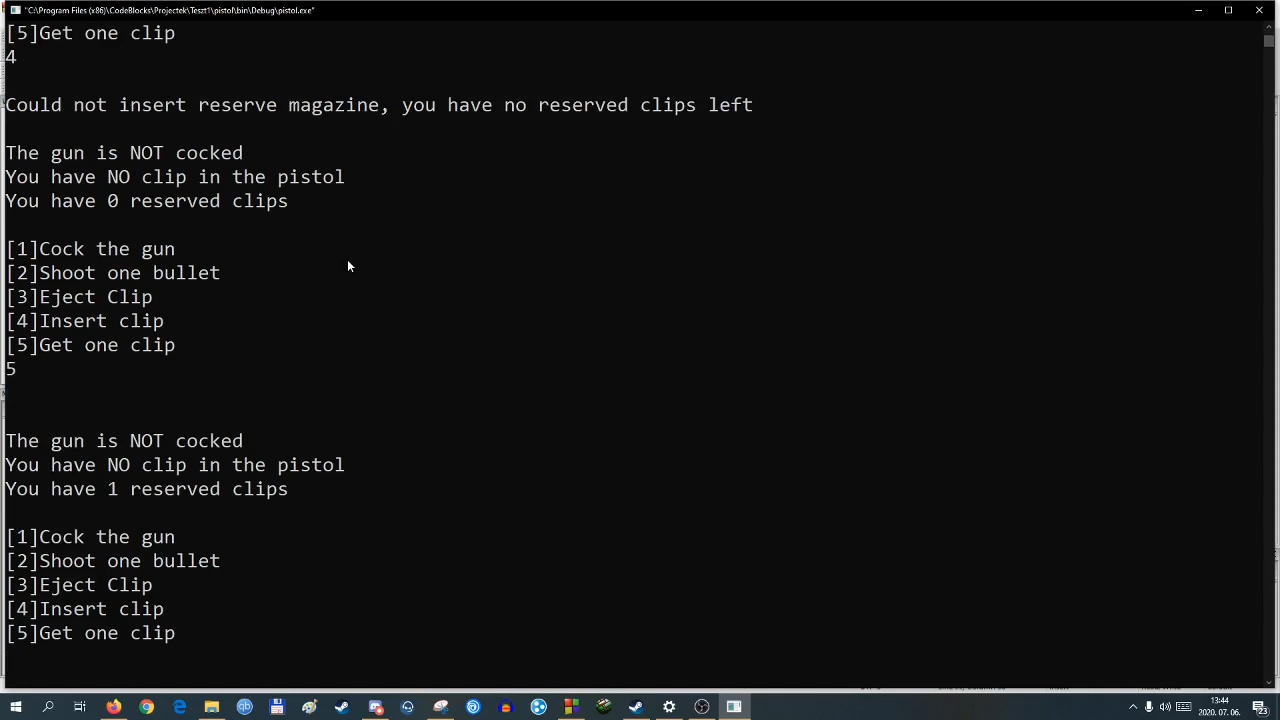 "C:\Program Files (x86)\CodeBlocks\Projectek\Teszt1\pistol\bin\Debug\pistol.exe"
[5]Get one clip
4
Could not insert reserve magazine, you have no reserved clips left
The gun is NOT cocked
You have NO clip in the pistol
You have 0 reserved clips
[1]Cock the gun
[2]Shoot one bullet
[3]Eject Clip
[4]Insert clip
[5]Get one clip
5
The gun is NOT cocked
You have NO clip in the pistol
You have 1 reserved clips
[1]Cock the gun
[2]Shoot one bullet
[3]Eject Clip
[4]Insert clip
[5]Get one clip
13:44
2020. 07. 06.